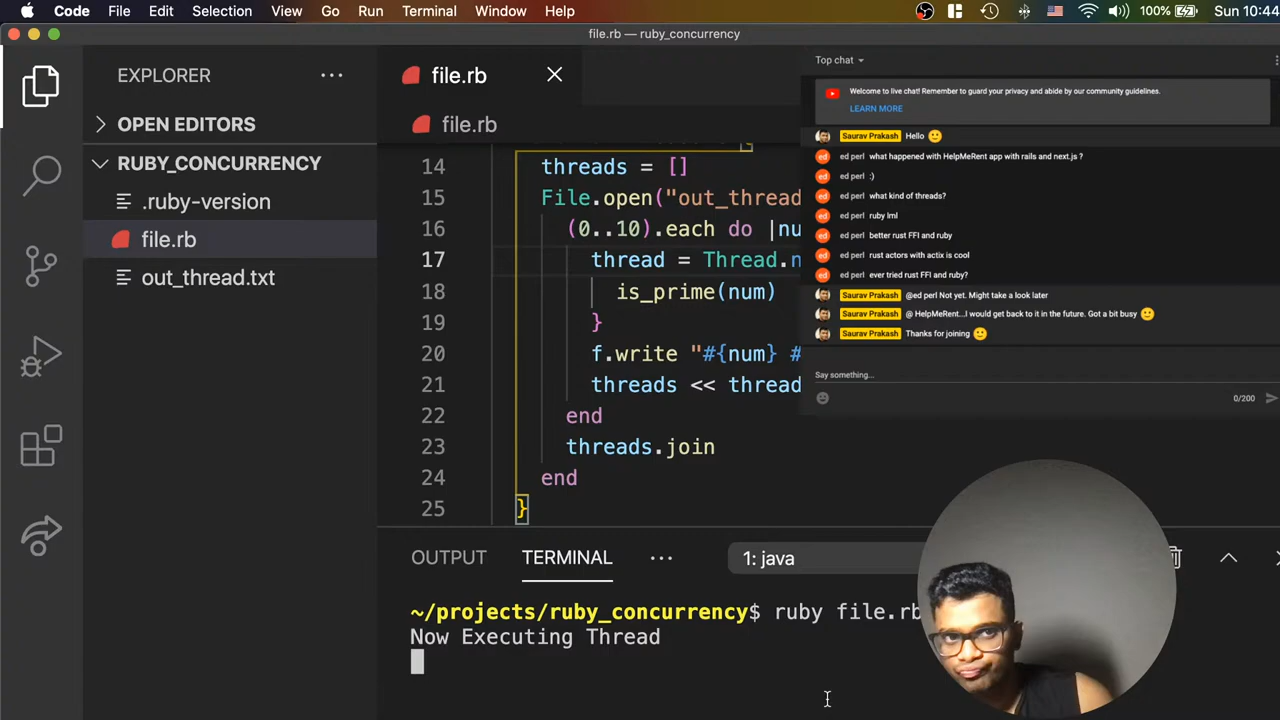 Code File Edit Selection View Go Run Terminal Window Help 100% Sun 10:44
file.rb — ruby_concurrency
EXPLORER
OPEN EDITORS
RUBY_CONCURRENCY
.ruby-version
file.rb
out_thread.txt
file.rb
file.rb
14 threads = []
15 File.open("out_thread
16 (0..10).each do |nu
17 thread = Thread.n
18 is_prime(num)
19 }
20 f.write "#{num} #
21 threads << thread
22 end
23 threads.join
24 end
25 }
Top chat
Welcome to live chat! Remember to guard your privacy and abide by our community guidelines.
LEARN MORE
Saurav Prakash Hello 🙂
ed ed perl what happened with HelpMeRent app with rails and next.js ?
ed ed perl :)
ed ed perl what kind of threads?
ed ed perl ruby lml
ed ed perl better rust FFI and ruby
ed ed perl rust actors with actix is cool
ed ed perl ever tried rust FFI and ruby?
Saurav Prakash @ed perl Not yet. Might take a look later
Saurav Prakash @ HelpMeRent...I would get back to it in the future. Got a bit busy 🙂
Saurav Prakash Thanks for joining 🙂
Say something...
0/200
OUTPUT TERMINAL 1: java
~/projects/ruby_concurrency$ ruby file.rb
Now Executing Thread